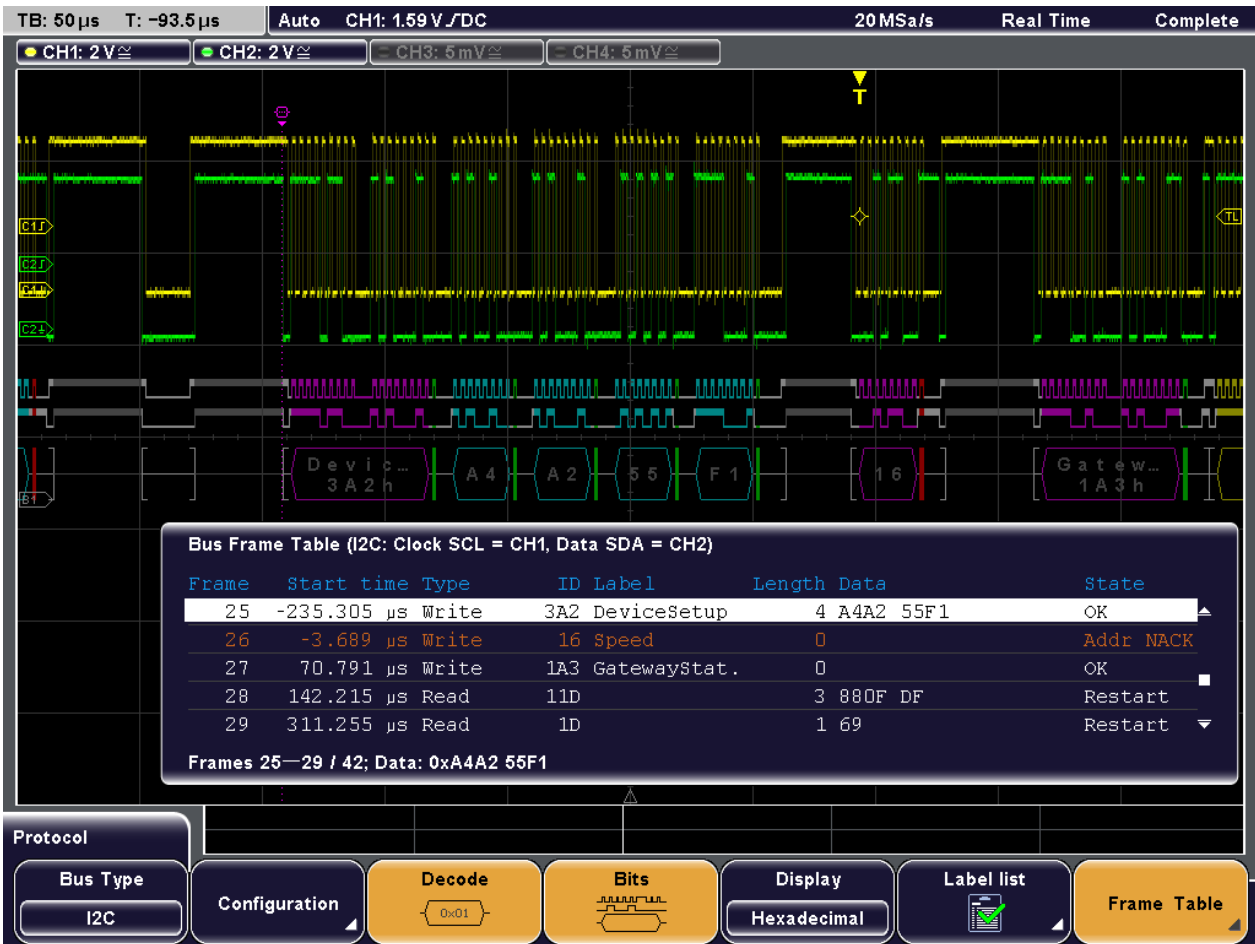 TB: 50 µs T: −93.5 µs Auto CH1: 1.59 V DC 20 MSa/s Real Time Complete
CH1: 2 V CH2: 2 V CH3: 5 mV CH4: 5 mV
T
C1
TL
C2
C1
C2
Devic… A4 A2 55 F1 16 Gatew…
3A2h 1A3h
B1
Bus Frame Table (I2C: Clock SCL = CH1, Data SDA = CH2)
Frame Start time Type ID Label Length Data State
25 -235.305 µs Write 3A2 DeviceSetup 4 A4A2 55F1 OK
26 -3.689 µs Write 16 Speed 0 Addr NACK
27 70.791 µs Write 1A3 GatewayStat. 0 OK
28 142.215 µs Read 11D 3 880F DF Restart
29 311.255 µs Read 1D 1 69 Restart
Frames 25—29 / 42; Data: 0xA4A2 55F1
Protocol
Bus Type Configuration Decode Bits Display Label list Frame Table
I2C 0x01 Hexadecimal